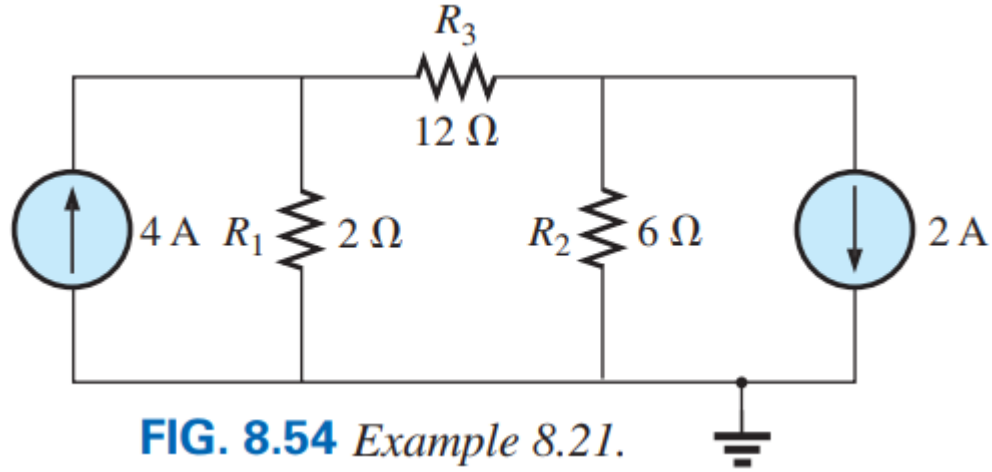 R₃
12 Ω
4 A R₁ 2 Ω R₂ 6 Ω 2 A
FIG. 8.54 Example 8.21.